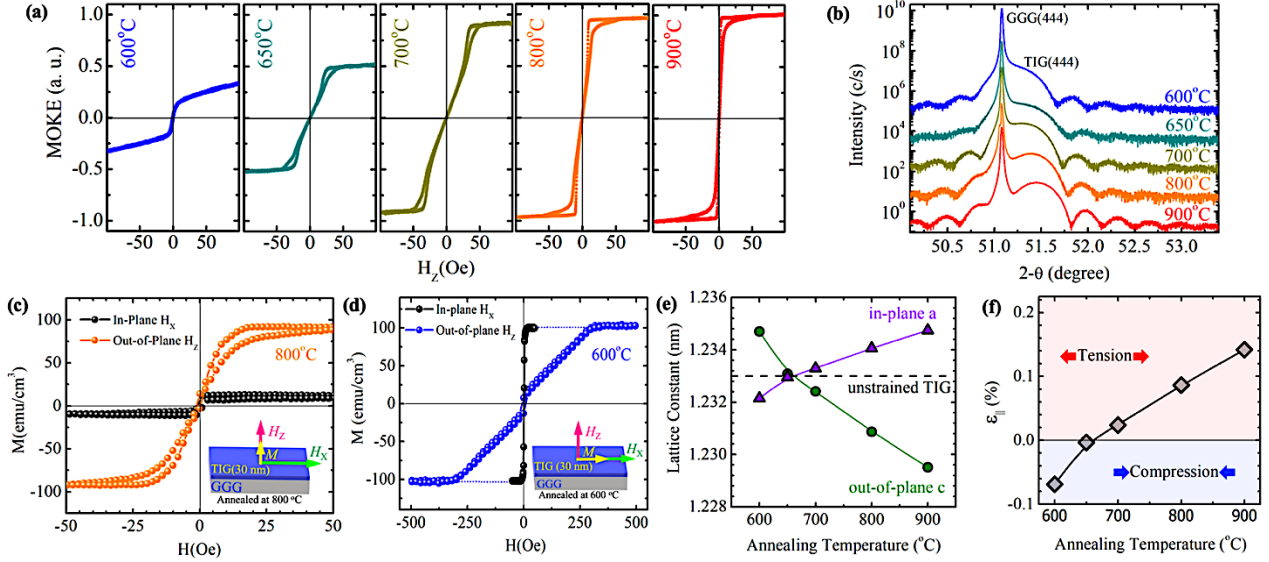 (a)
MOKE (a. u.)
1.0
0.5
0.0
-0.5
-1.0
600°C
650°C
700°C
800°C
900°C
-50 0 50
-50 0 50
-50 0 50
-50 0 50
-50 0 50
H_Z(Oe)
(b)
Intensity (c/s)
10^10
10^8
10^6
10^4
10^2
10^0
GGG(444)
TIG(444)
600°C
650°C
700°C
800°C
900°C
50.5 51.0 51.5 52.0 52.5 53.0
2-θ (degree)
(c)
M(emu/cm^3)
100
50
0
-50
-100
In-Plane H_X
Out-of-Plane H_Z
800°C
H_Z
M
H_X
TIG(30 nm)
GGG
Annealed at 800 °C
-50 -25 0 25 50
H(Oe)
(d)
M (emu/cm^3)
100
50
0
-50
-100
In-plane H_X
Out-of-plane H_Z
600°C
H_Z
M
H_X
TIG (30 nm)
GGG
Annealed at 600 °C
-500 -250 0 250 500
H(Oe)
(e)
Lattice Constant (nm)
1.236
1.234
1.232
1.230
1.228
in-plane a
unstrained TIG
out-of-plane c
600 700 800 900
Annealing Temperature (°C)
(f)
ε_∥ (%)
0.2
0.1
0.0
-0.1
Tension
Compression
600 700 800 900
Annealing Temperature (°C)